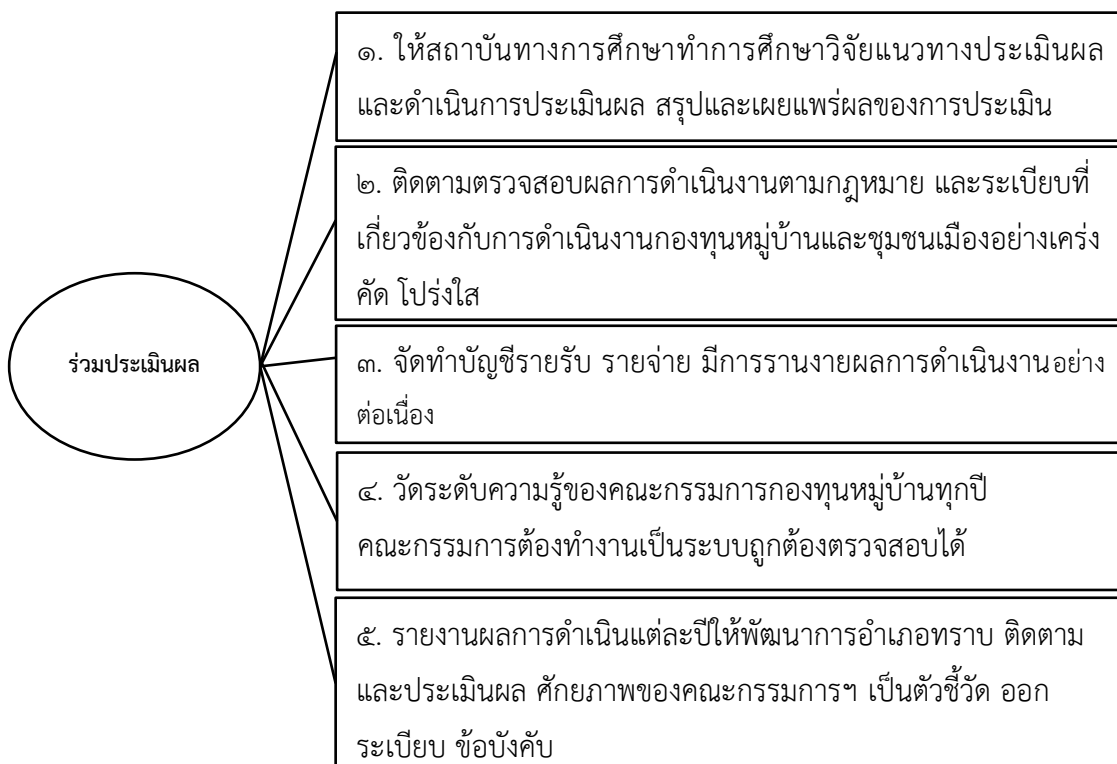 ๑. ให้สถาบันทางการศึกษาทำการศึกษาวิจัยแนวทางประเมินผล
และดำเนินการประเมินผล สรุปและเผยแพร่ผลของการประเมิน
๒. ติดตามตรวจสอบผลการดำเนินงานตามกฎหมาย และระเบียบที่
เกี่ยวข้องกับการดำเนินงานกองทุนหมู่บ้านและชุมชนเมืองอย่างเคร่ง
คัด โปร่งใส
ร่วมประเมินผล
๓. จัดทำบัญชีรายรับ รายจ่าย มีการรานงายผลการดำเนินงานอย่าง
ต่อเนื่อง
๔. วัดระดับความรู้ของคณะกรรมการกองทุนหมู่บ้านทุกปี
คณะกรรมการต้องทำงานเป็นระบบถูกต้องตรวจสอบได้
๕. รายงานผลการดำเนินแต่ละปีให้พัฒนาการอำเภอทราบ ติดตาม
และประเมินผล ศักยภาพของคณะกรรมการฯ เป็นตัวชี้วัด ออก
ระเบียบ ข้อบังคับ